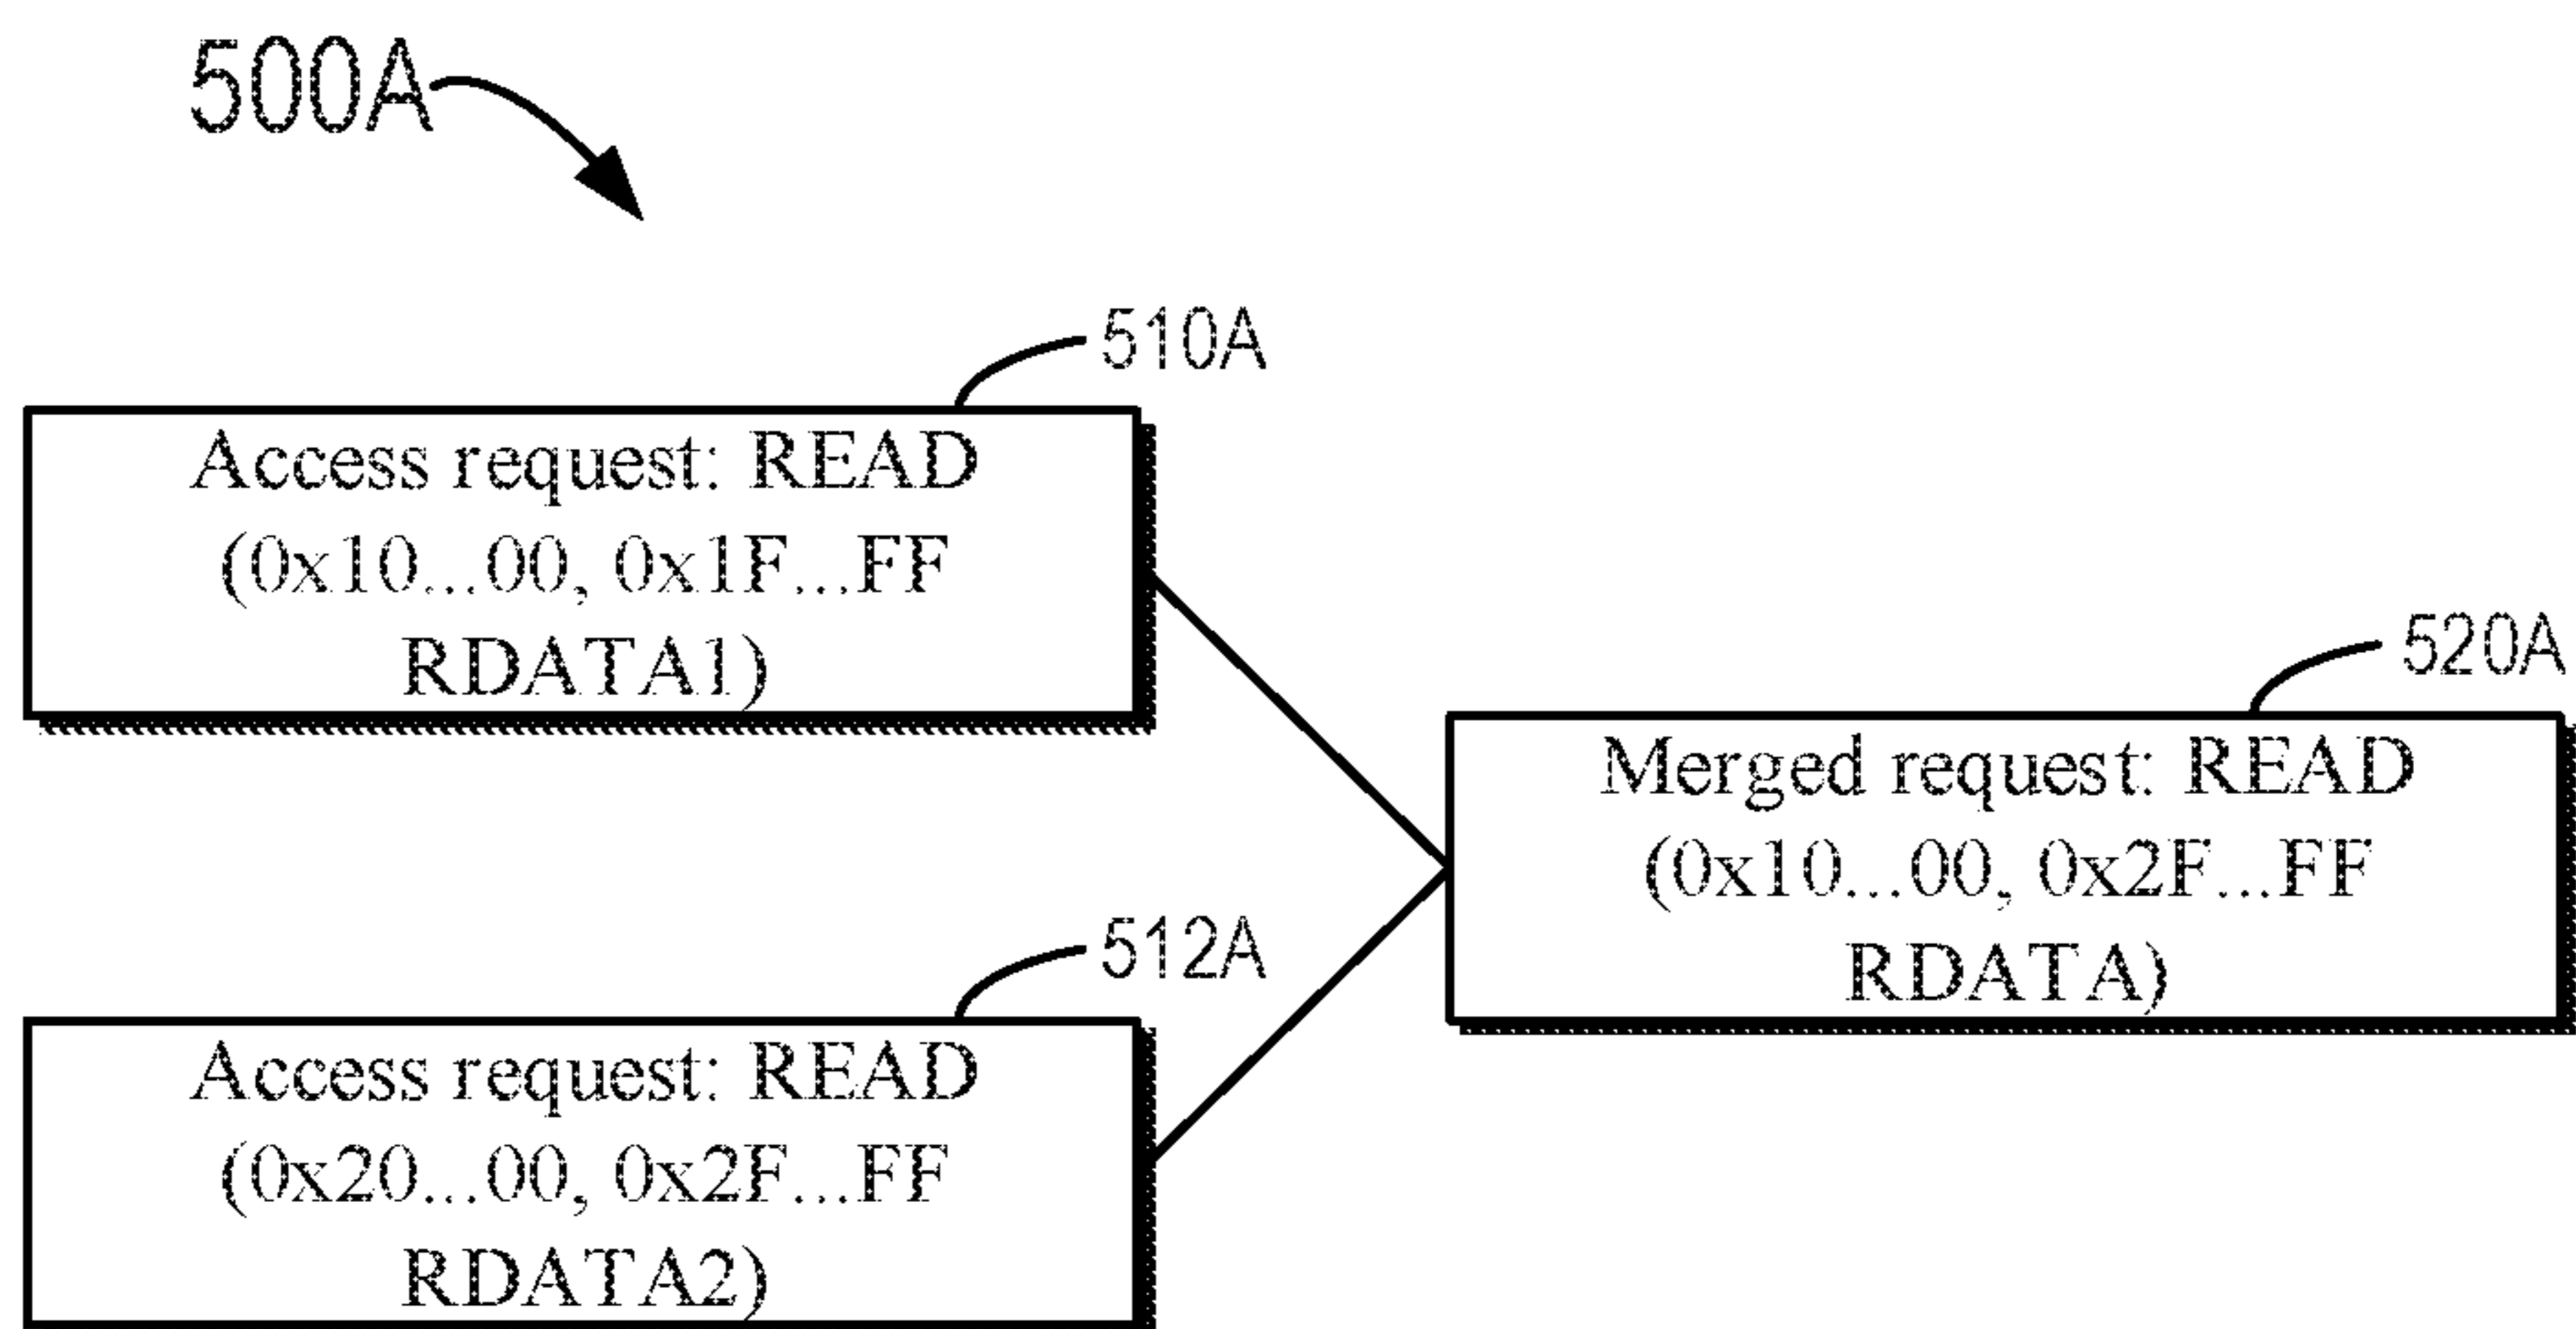 500A
510A
Access request: READ
(0x10...00, 0x1F...FF
RDATA1)
520A
Merged request: READ
(0x10...00, 0x2F...FF
RDATA)
512A
Access request: READ
(0x20...00, 0x2F...FF
RDATA2)